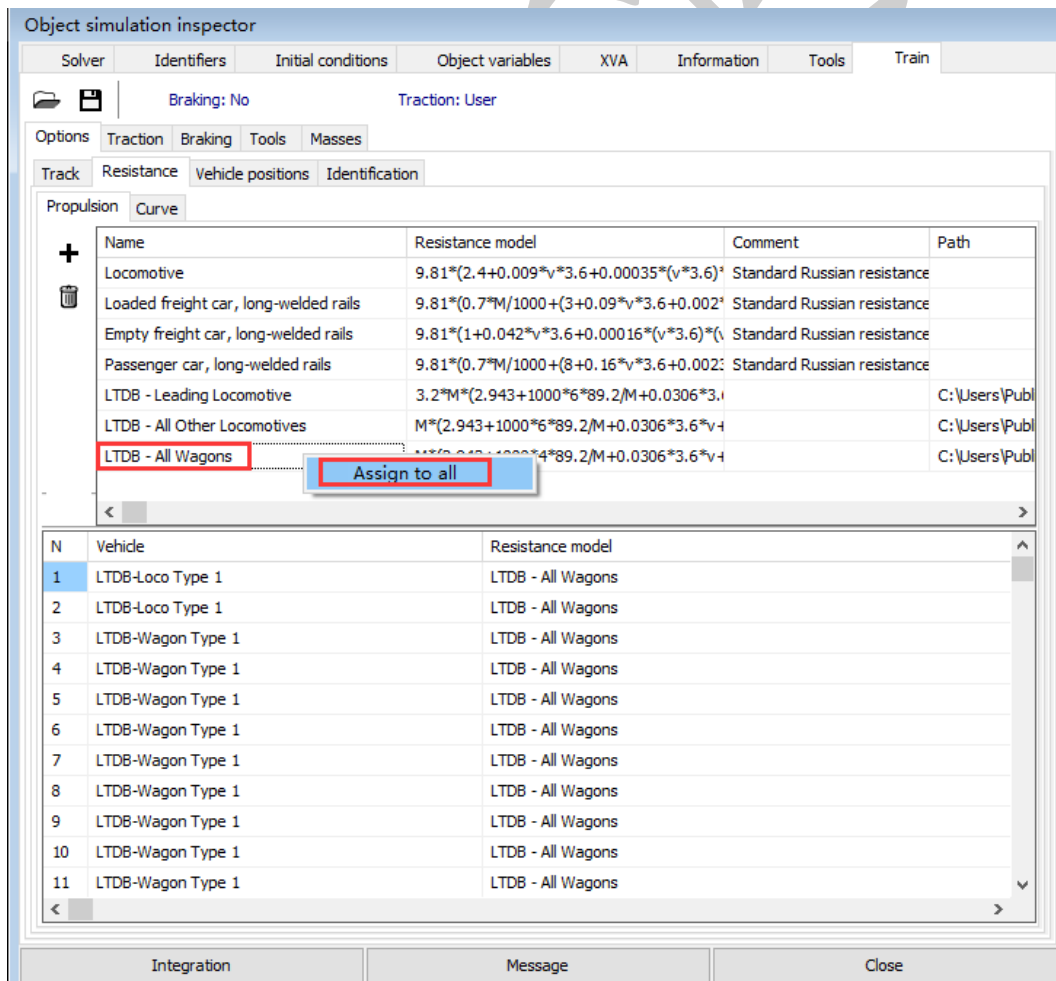 Object simulation inspector
Solver Identifiers Initial conditions Object variables XVA Information Tools Train
Braking: No Traction: User
Options Traction Braking Tools Masses
Track Resistance Vehicle positions Identification
Propulsion Curve
Name Resistance model Comment Path
Locomotive 9.81*(2.4+0.009*v*3.6+0.00035*(v*3.6)* Standard Russian resistance
Loaded freight car, long-welded rails 9.81*(0.7*M/1000+(3+0.09*v*3.6+0.002* Standard Russian resistance
Empty freight car, long-welded rails 9.81*(1+0.042*v*3.6+0.00016*(v*3.6)*(v Standard Russian resistance
Passenger car, long-welded rails 9.81*(0.7*M/1000+(8+0.16*v*3.6+0.0023 Standard Russian resistance
LTDB - Leading Locomotive 3.2*M*(2.943+1000*6*89.2/M+0.0306*3.6 C:\Users\Publ
LTDB - All Other Locomotives M*(2.943+1000*6*89.2/M+0.0306*3.6*v+ C:\Users\Publ
LTDB - All Wagons M*(2.943+1000*4*89.2/M+0.0306*3.6*v+ C:\Users\Publ
Assign to all
N Vehicle Resistance model
1 LTDB-Loco Type 1 LTDB - All Wagons
2 LTDB-Loco Type 1 LTDB - All Wagons
3 LTDB-Wagon Type 1 LTDB - All Wagons
4 LTDB-Wagon Type 1 LTDB - All Wagons
5 LTDB-Wagon Type 1 LTDB - All Wagons
6 LTDB-Wagon Type 1 LTDB - All Wagons
7 LTDB-Wagon Type 1 LTDB - All Wagons
8 LTDB-Wagon Type 1 LTDB - All Wagons
9 LTDB-Wagon Type 1 LTDB - All Wagons
10 LTDB-Wagon Type 1 LTDB - All Wagons
11 LTDB-Wagon Type 1 LTDB - All Wagons
Integration Message Close